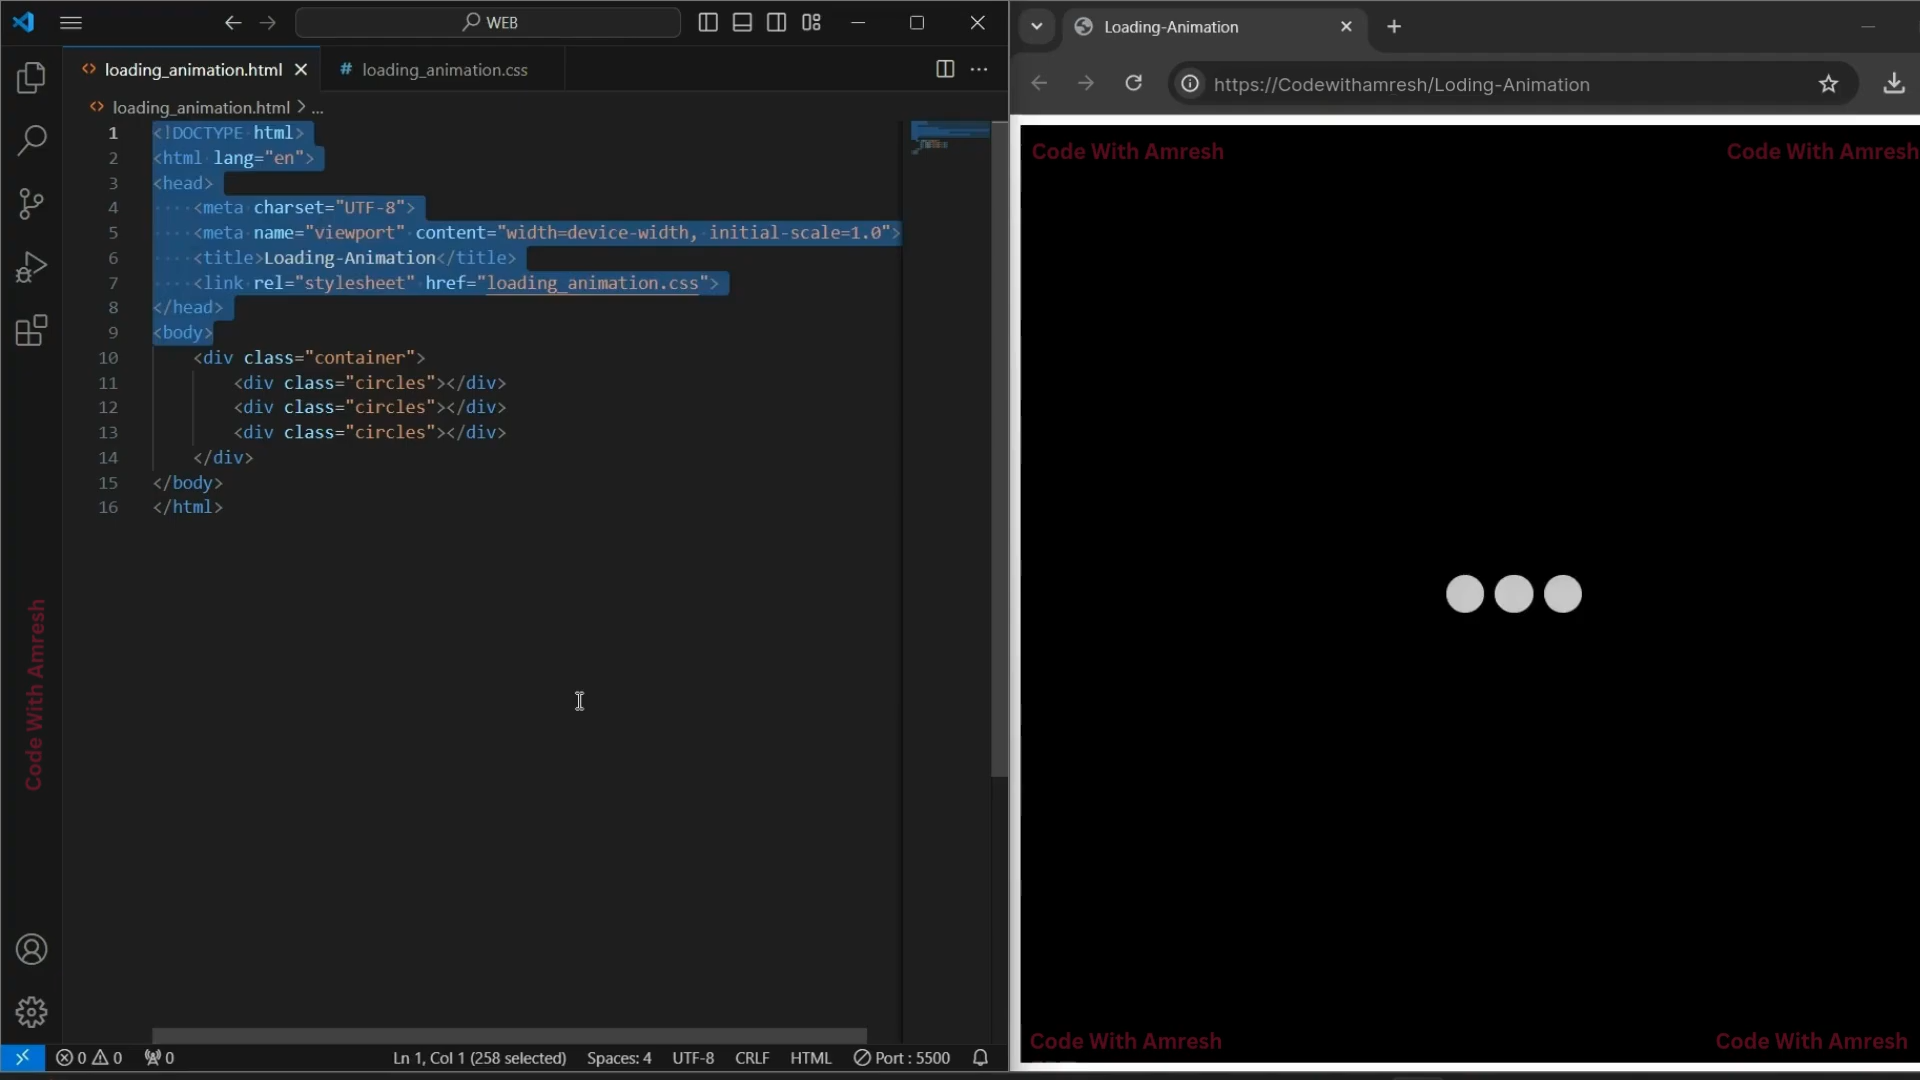 WEB
loading_animation.html
# loading_animation.css
loading_animation.html > ...
1 <!DOCTYPE html>
2 <html lang="en">
3 <head>
4 <meta charset="UTF-8">
5 <meta name="viewport" content="width=device-width, initial-scale=1.0">
6 <title>Loading-Animation</title>
7 <link rel="stylesheet" href="loading_animation.css">
8 </head>
9 <body>
10 <div class="container">
11 <div class="circles"></div>
12 <div class="circles"></div>
13 <div class="circles"></div>
14 </div>
15 </body>
16 </html>
Code With Amresh
0 0 0 Ln 1, Col 1 (258 selected) Spaces: 4 UTF-8 CRLF HTML Port : 5500
Loading-Animation
https://Codewithamresh/Loding-Animation
Code With Amresh
Code With Amresh
Code With Amresh
Code With Amresh